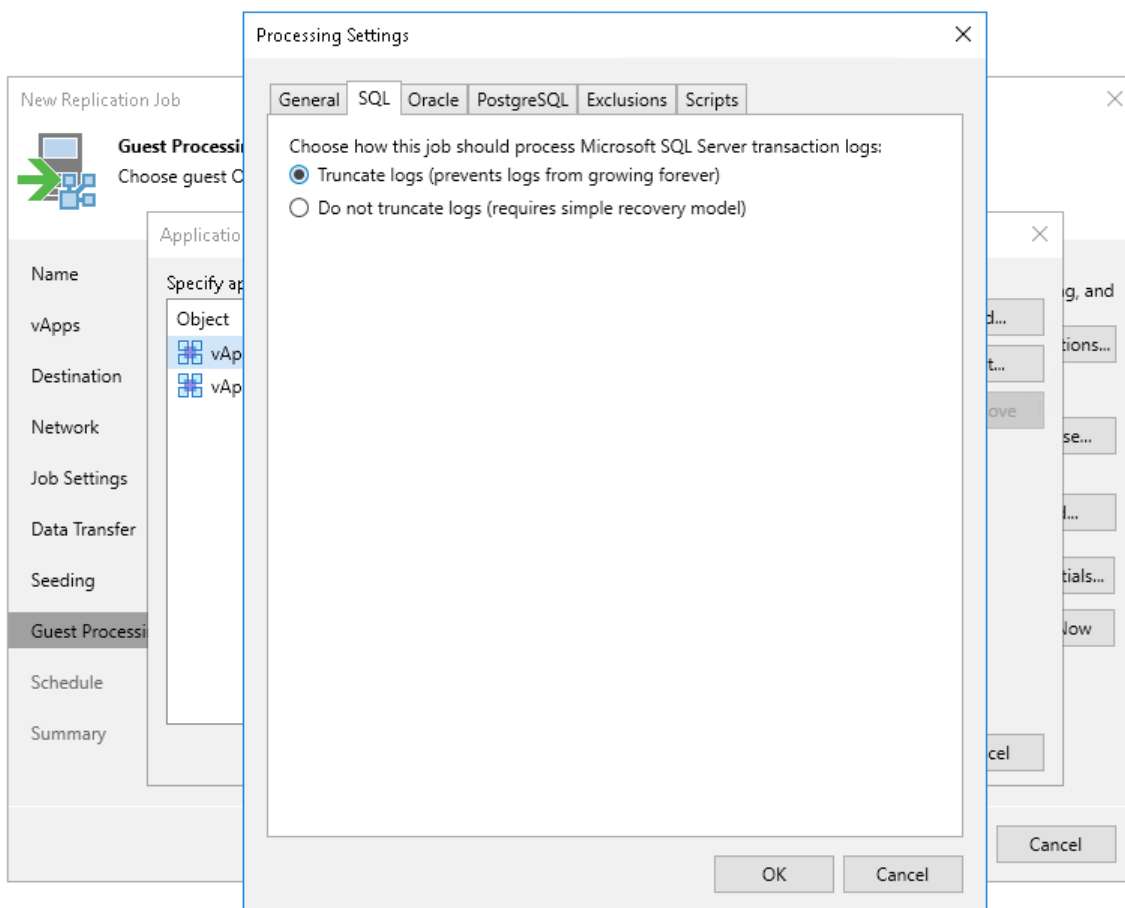 Processing Settings
New Replication Job
General SQL Oracle PostgreSQL Exclusions Scripts
Guest Processi
Choose guest O
Choose how this job should process Microsoft SQL Server transaction logs:
Truncate logs (prevents logs from growing forever)
Do not truncate logs (requires simple recovery model)
Applicatio
Name
Specify ap
ng, and
vApps
Object
d...
tions...
vAp
t...
Destination
vAp
ove
Network
se...
Job Settings
Data Transfer
d...
Seeding
tials...
Guest Processi
Now
Schedule
Summary
cel
Cancel
OK
Cancel